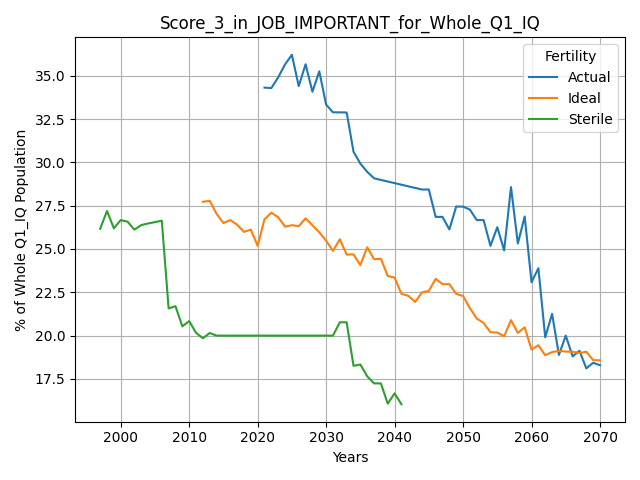 Score_3_in_JOB_IMPORTANT_for_Whole_Q1_IQ
% of Whole Q1_IQ Population
35.0
32.5
30.0
27.5
25.0
22.5
20.0
17.5
Fertility
Actual
Ideal
Sterile
2000 2010 2020 2030 2040 2050 2060 2070
Years